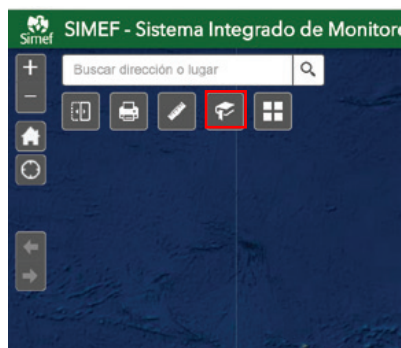 Simef
SIMEF - Sistema Integrado de Monitore
Buscar dirección o lugar